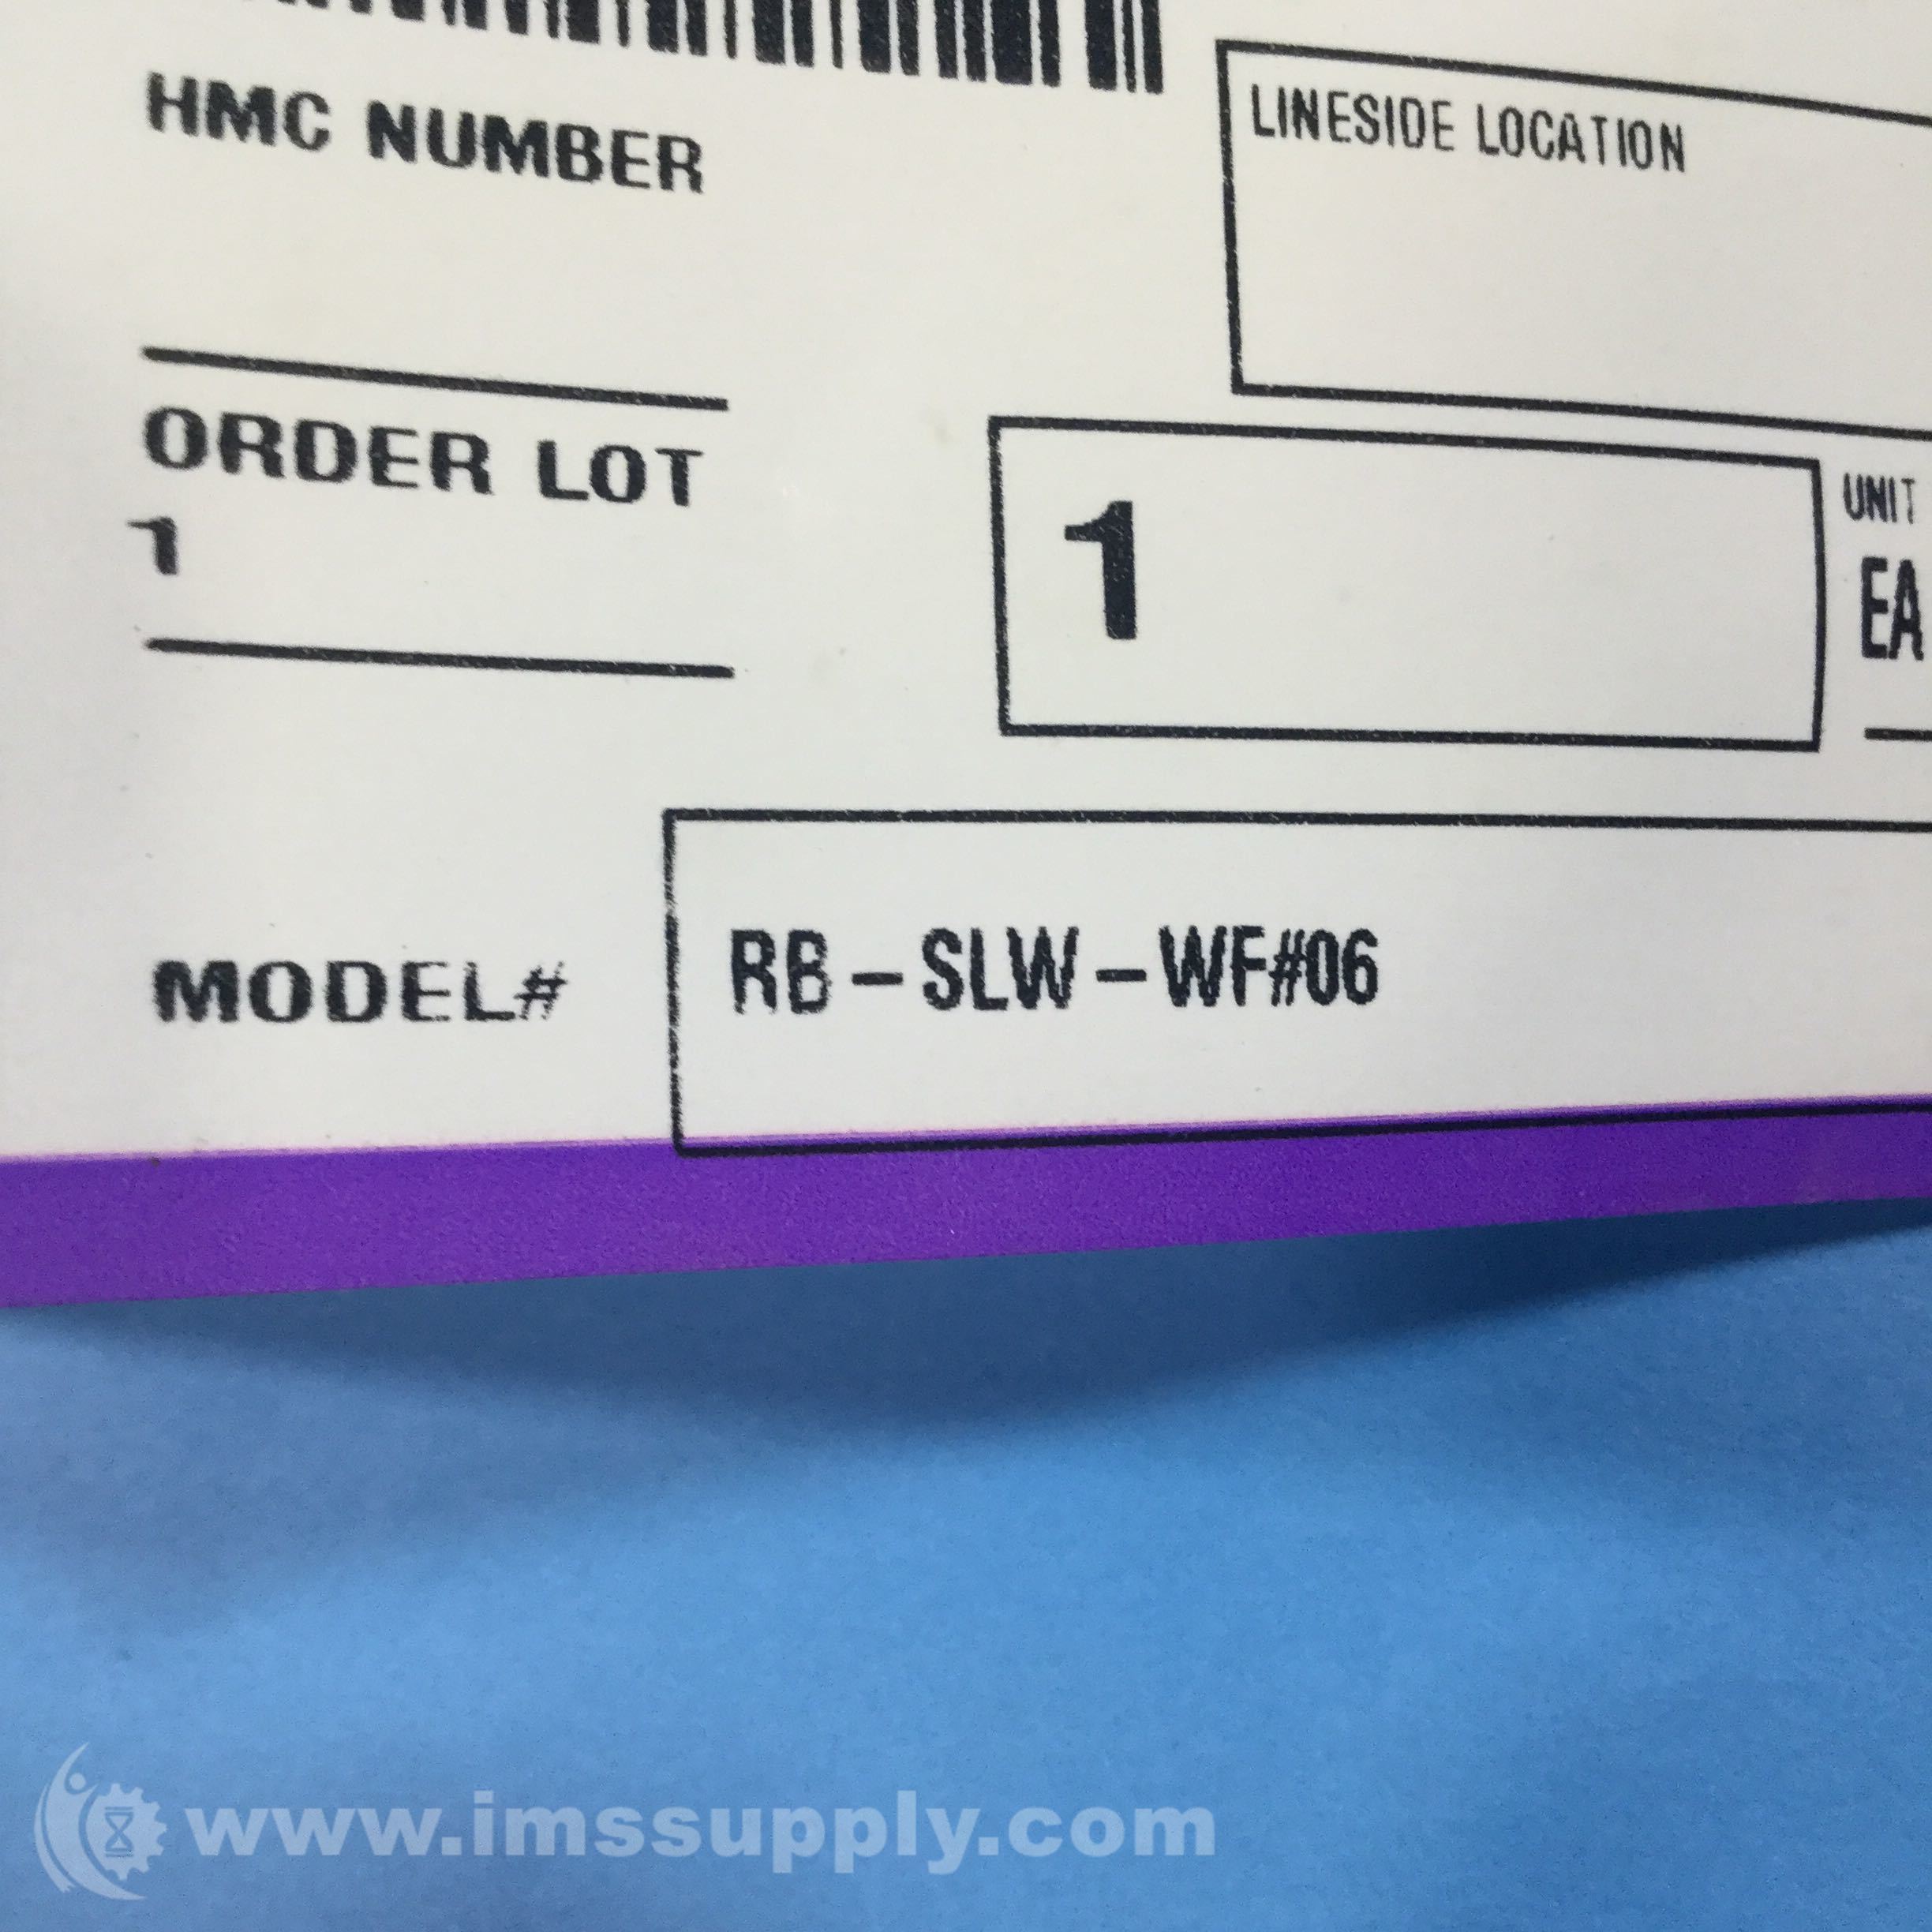 HMC NUMBER
LINESIDE LOCATION
ORDER LOT
1
1
UNIT
EA
MODEL#
RB-SLW-WF#06
www.imssupply.com